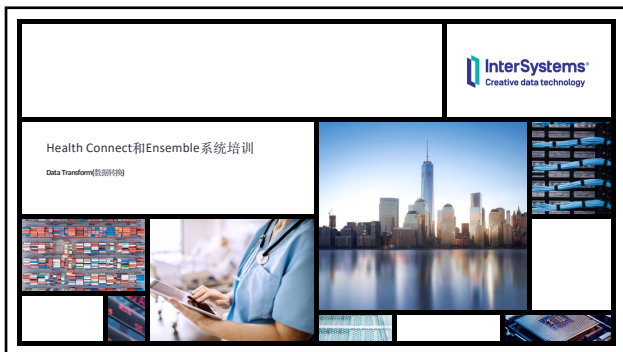 InterSystems®
Creative data technology
Health Connect和Ensemble系统培训
Data Transform(数据转换)